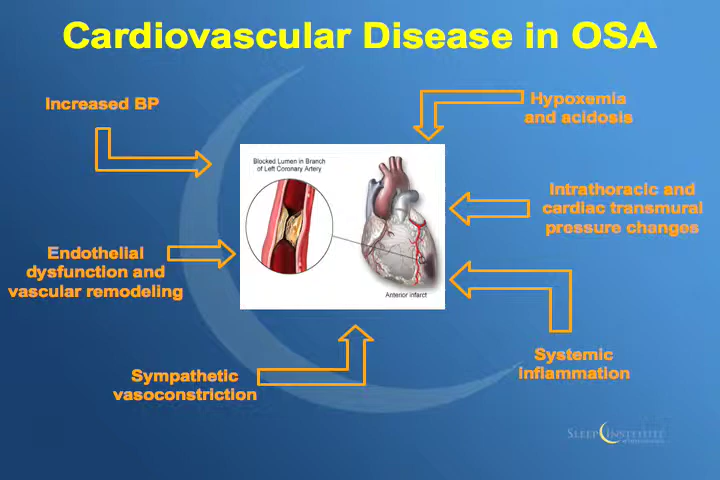 Cardiovascular Disease in OSA
Increased BP
Hypoxemia
and acidosis
Blocked Lumen in Branch
of Left Coronary Artery
Intrathoracic and
cardiac transmural
pressure changes
Endothelial
dysfunction and
vascular remodeling
Anterior infarct
Systemic
inflammation
Sympathetic
vasoconstriction
SLEEP INSTITUTE